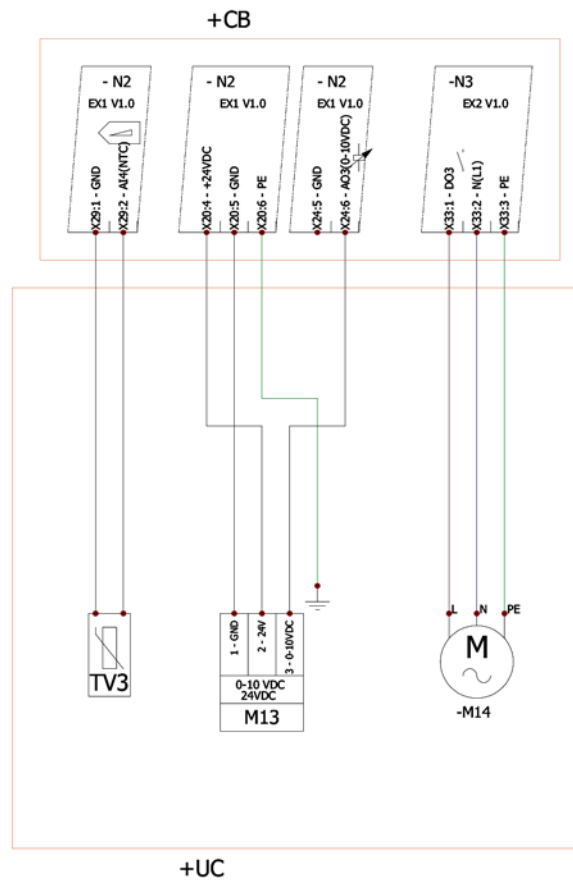 +CB
- N2
EX1 V1.0
X29:1 - GND
X29:2 - AI4(NTC)
- N2
EX1 V1.0
X20:4 - +24VDC
X20:5 - GND
X20:6 - PE
- N2
EX1 V1.0
X24:5 - GND
X24:6 - AO3(0-10VDC)
-N3
EX2 V1.0
X33:1 - DO3
X33:2 - N(L1)
X33:3 - PE
TV3
1 - GND
2 - 24V
3 - 0-10VDC
0-10 VDC
24VDC
M13
L
N
PE
M
-M14
+UC